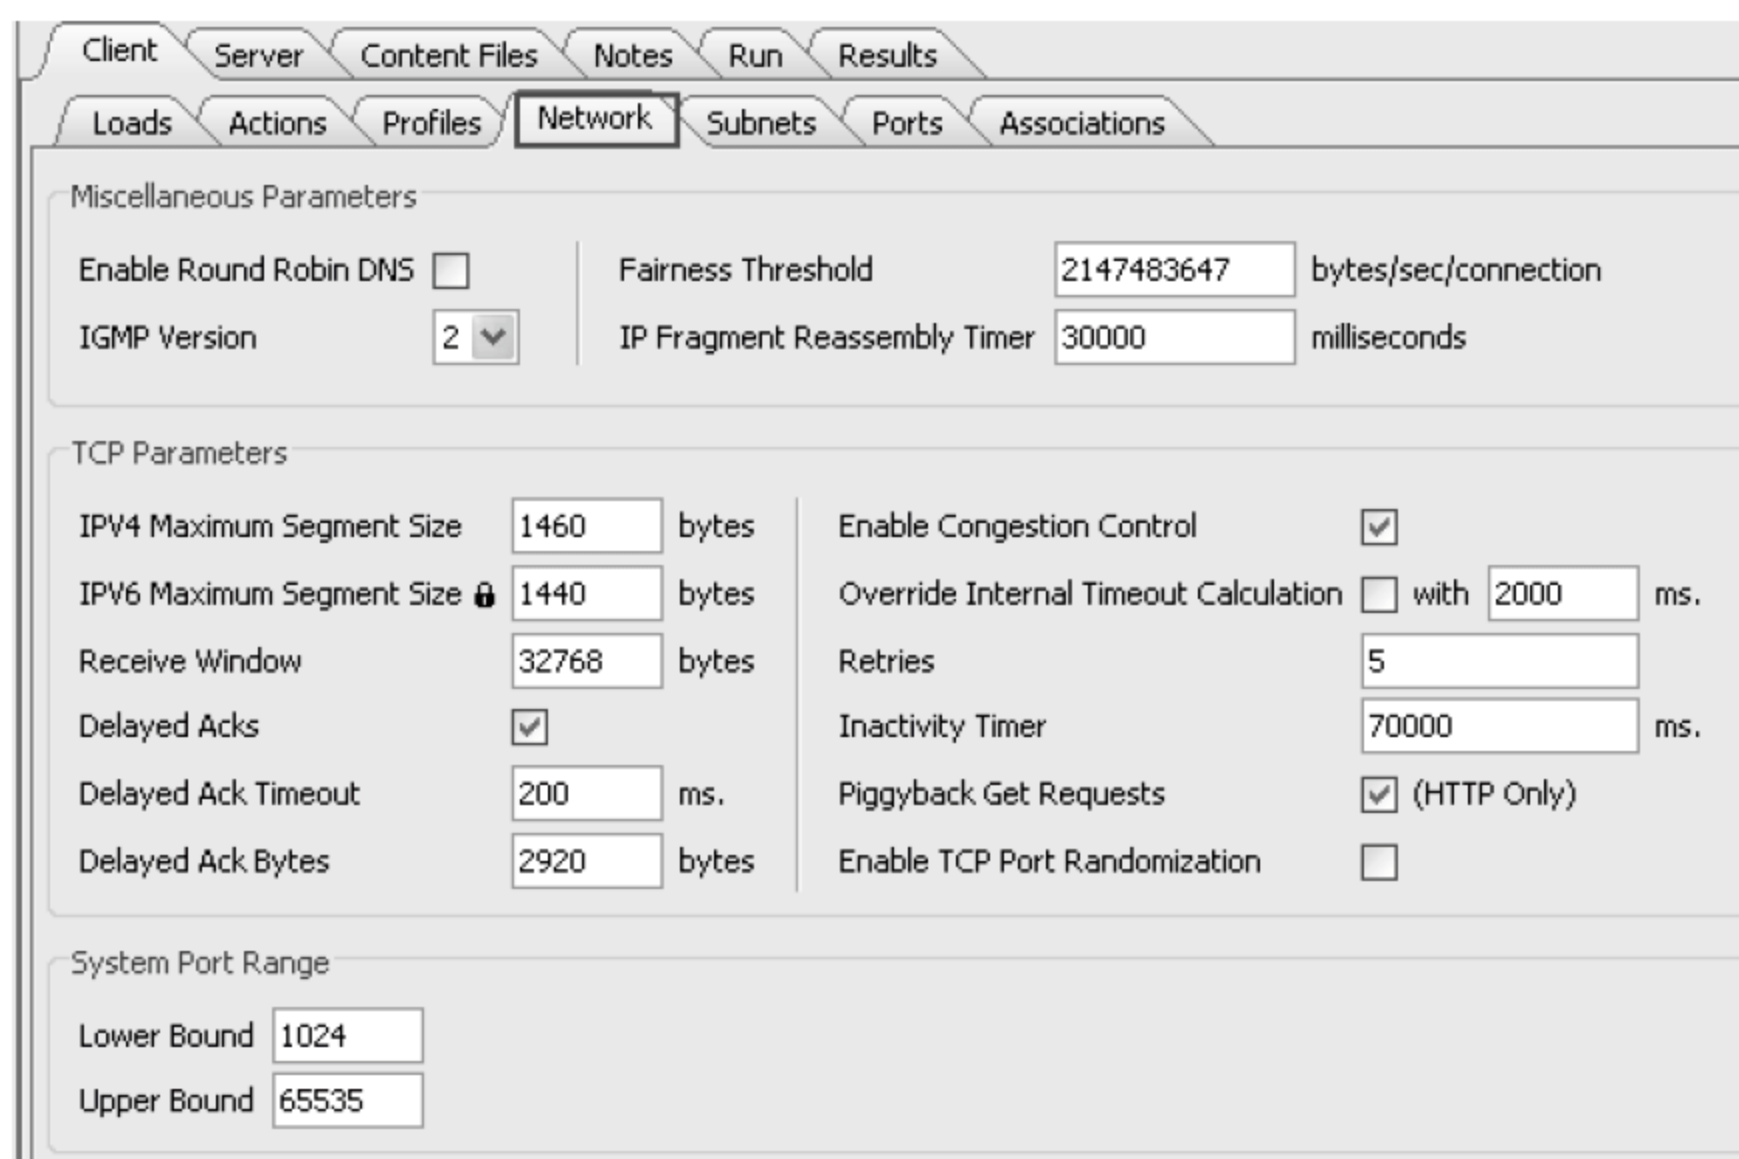 Client Server Content Files Notes Run Results
Loads Actions Profiles Network Subnets Ports Associations
Miscellaneous Parameters
Enable Round Robin DNS Fairness Threshold 2147483647 bytes/sec/connection
IGMP Version 2 IP Fragment Reassembly Timer 30000 milliseconds
TCP Parameters
IPV4 Maximum Segment Size 1460 bytes Enable Congestion Control
IPV6 Maximum Segment Size 1440 bytes Override Internal Timeout Calculation with 2000 ms.
Receive Window 32768 bytes Retries 5
Delayed Acks Inactivity Timer 70000 ms.
Delayed Ack Timeout 200 ms. Piggyback Get Requests (HTTP Only)
Delayed Ack Bytes 2920 bytes Enable TCP Port Randomization
System Port Range
Lower Bound 1024
Upper Bound 65535